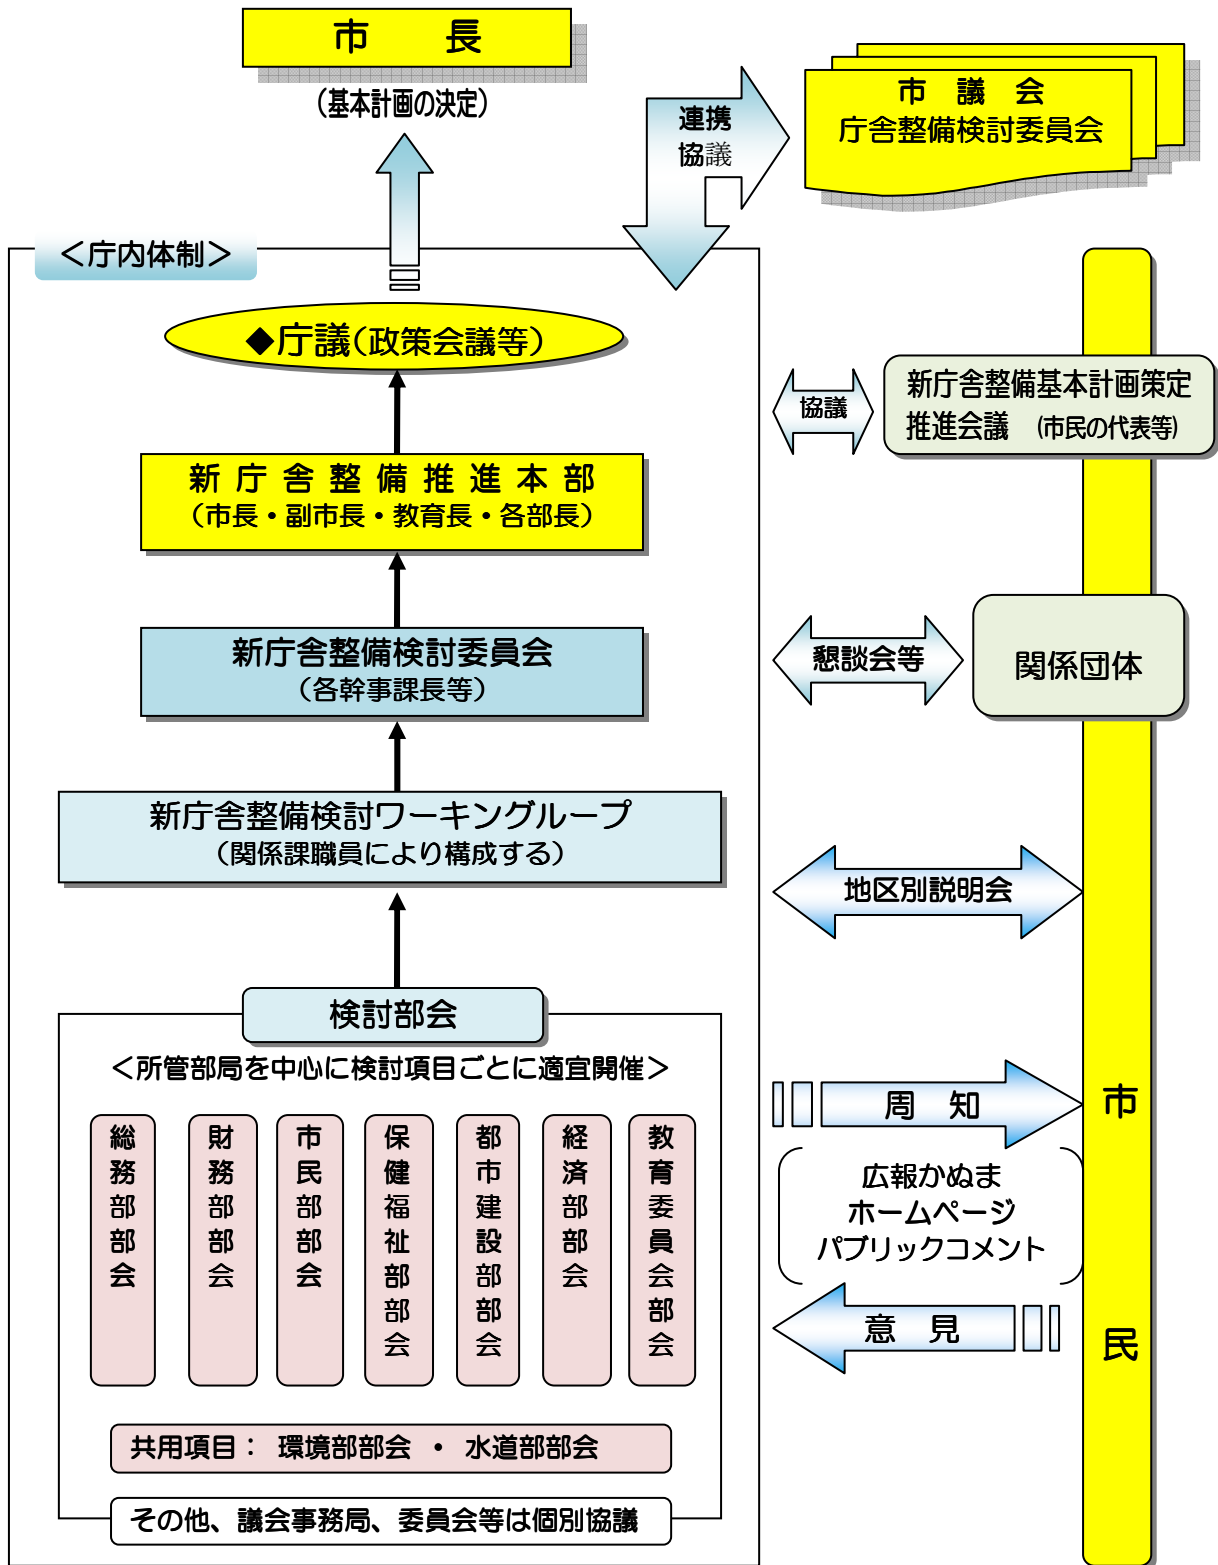 市　　長
(基本計画の決定)
市　議　会
庁舎整備検討委員会
連携
協議
＜庁内体制＞
◆庁議(政策会議等)
協議
新庁舎整備基本計画策定
推進会議　(市民の代表等)
新庁舎整備推進本部
(市長・副市長・教育長・各部長)
新庁舎整備検討委員会
(各幹事課長等)
懇談会等
関係団体
新庁舎整備検討ワーキングループ
(関係課職員により構成する)
地区別説明会
検討部会
＜所管部局を中心に検討項目ごとに適宜開催＞
総務部部会
財務部部会
市民部部会
保健福祉部部会
都市建設部部会
経済部部会
教育委員会部会
周　知
広報かぬま
ホームページ
パブリックコメント
意　見
市　民
共用項目：　環境部部会　・　水道部部会
その他、議会事務局、委員会等は個別協議